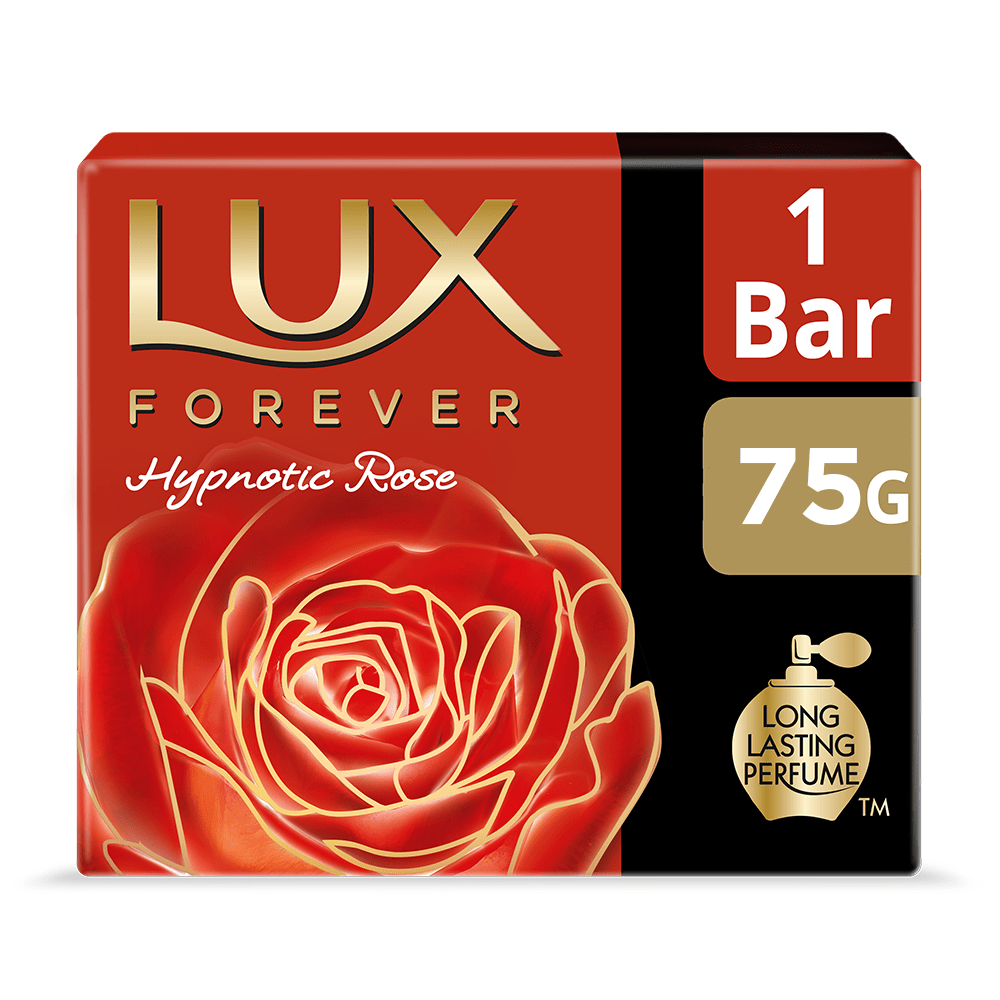 LUX
FOREVER
Hypnotic Rose
1
Bar
75G
LONG
LASTING
PERFUME
TM